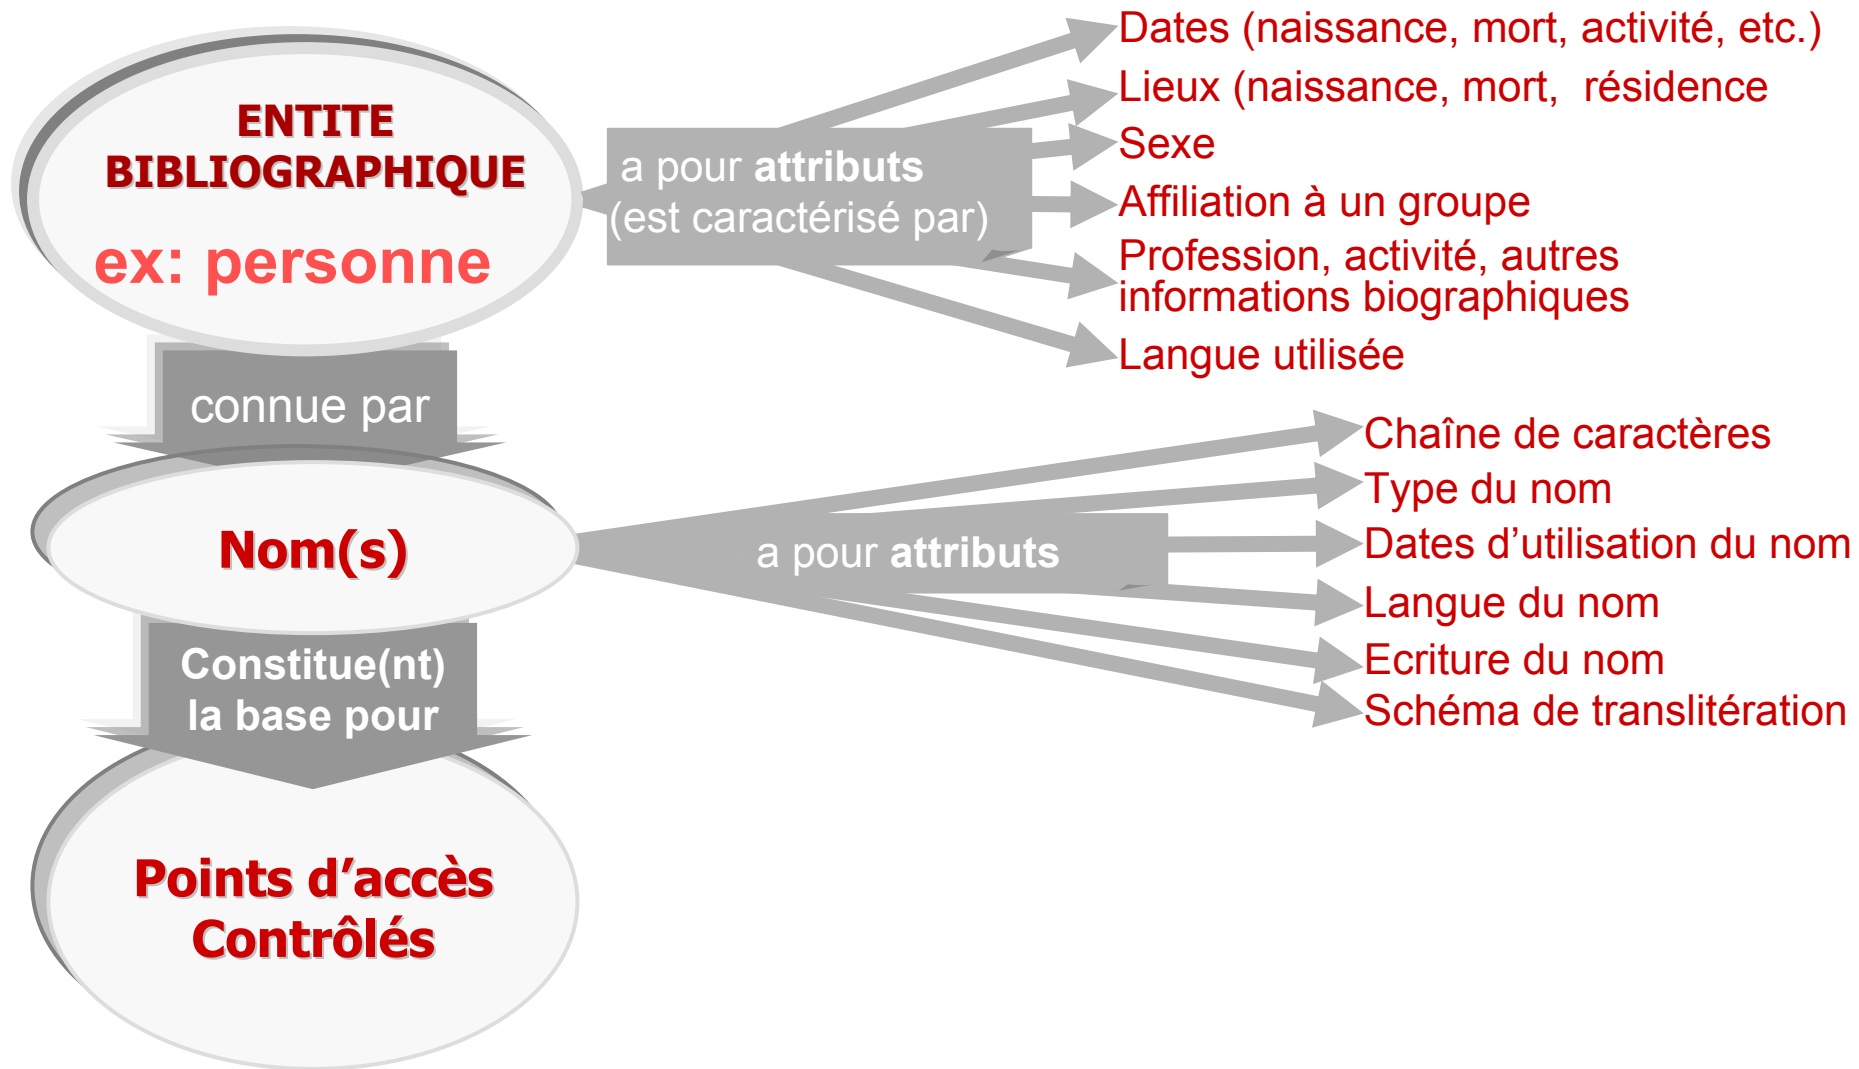 ENTITE
BIBLIOGRAPHIQUE
ex: personne
a pour attributs
(est caractérisé par)
Dates (naissance, mort, activité, etc.)
Lieux (naissance, mort, résidence
Sexe
Affiliation à un groupe
Profession, activité, autres
informations biographiques
Langue utilisée
connue par
Nom(s)
a pour attributs
Chaîne de caractères
Type du nom
Dates d’utilisation du nom
Langue du nom
Ecriture du nom
Schéma de translitération
Constitue(nt)
la base pour
Points d’accès
Contrôlés